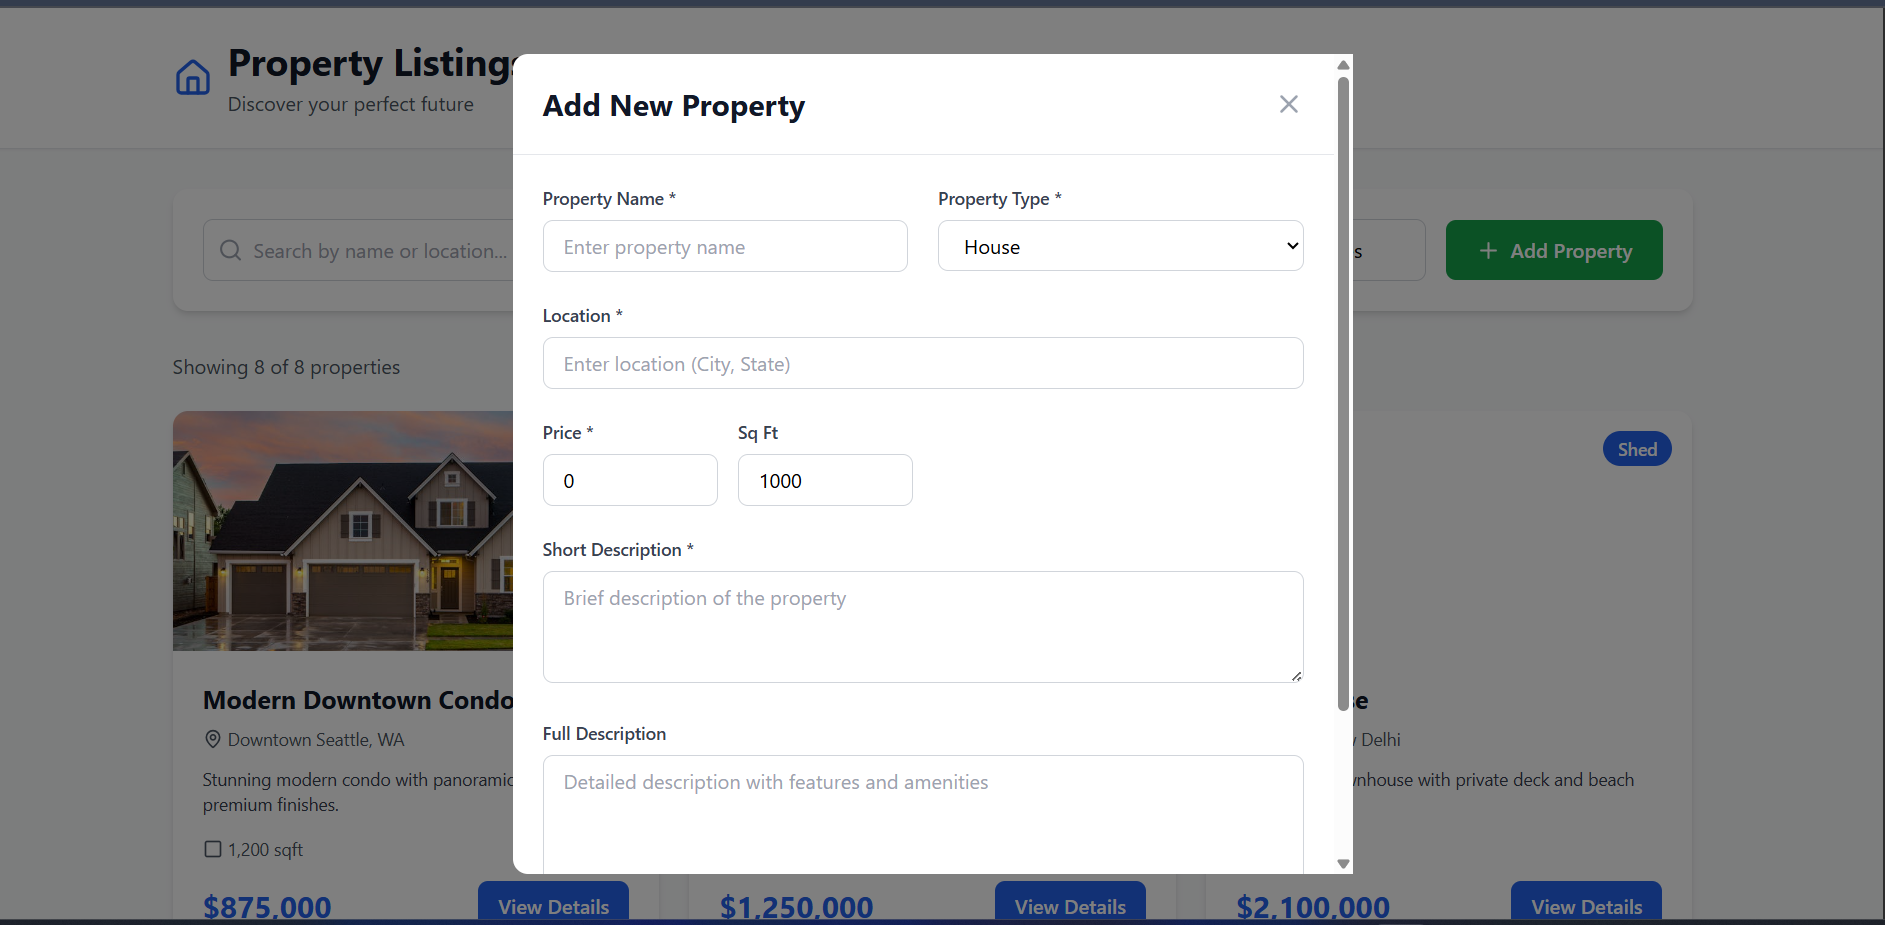 Property Listings
Discover your perfect future
Search by name or location...
Add Property
Showing 8 of 8 properties
Add New Property
Property Name *
Property Type *
Enter property name
House
Location *
Enter location (City, State)
Price *
Sq Ft
0
1000
Short Description *
Brief description of the property
Full Description
Detailed description with features and amenities
Shed
Modern Downtown Condo
Downtown Seattle, WA
Stunning modern condo with panoramic
premium finishes.
1,200 sqft
$875,000
View Details
$1,250,000
View Details
Delhi
with private deck and beach
$2,100,000
View Details